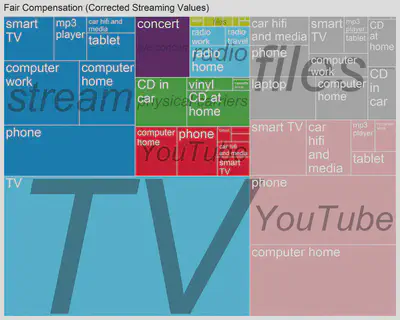 Fair Compensation (Corrected Streaming Values)
smart
TV
mp3
player
car hifi and
media
tablet
computer
work
computer
home
phone
stream
concert
radio
work
radio
travel
radio
home
radio
CD in
car
vinyl
CD at
home
physical carriers
computer
home
phone
car hifi
and media
smart
TV
YouTube
car hifi
and media
smart
TV
mp3
player
CD
at
home
phone
computer
work
laptop
computer
home
CD
in
car
files
TV
TV
smart TV
car
hifi
and
media
mp3
player
tablet
phone
YouTube
computer home